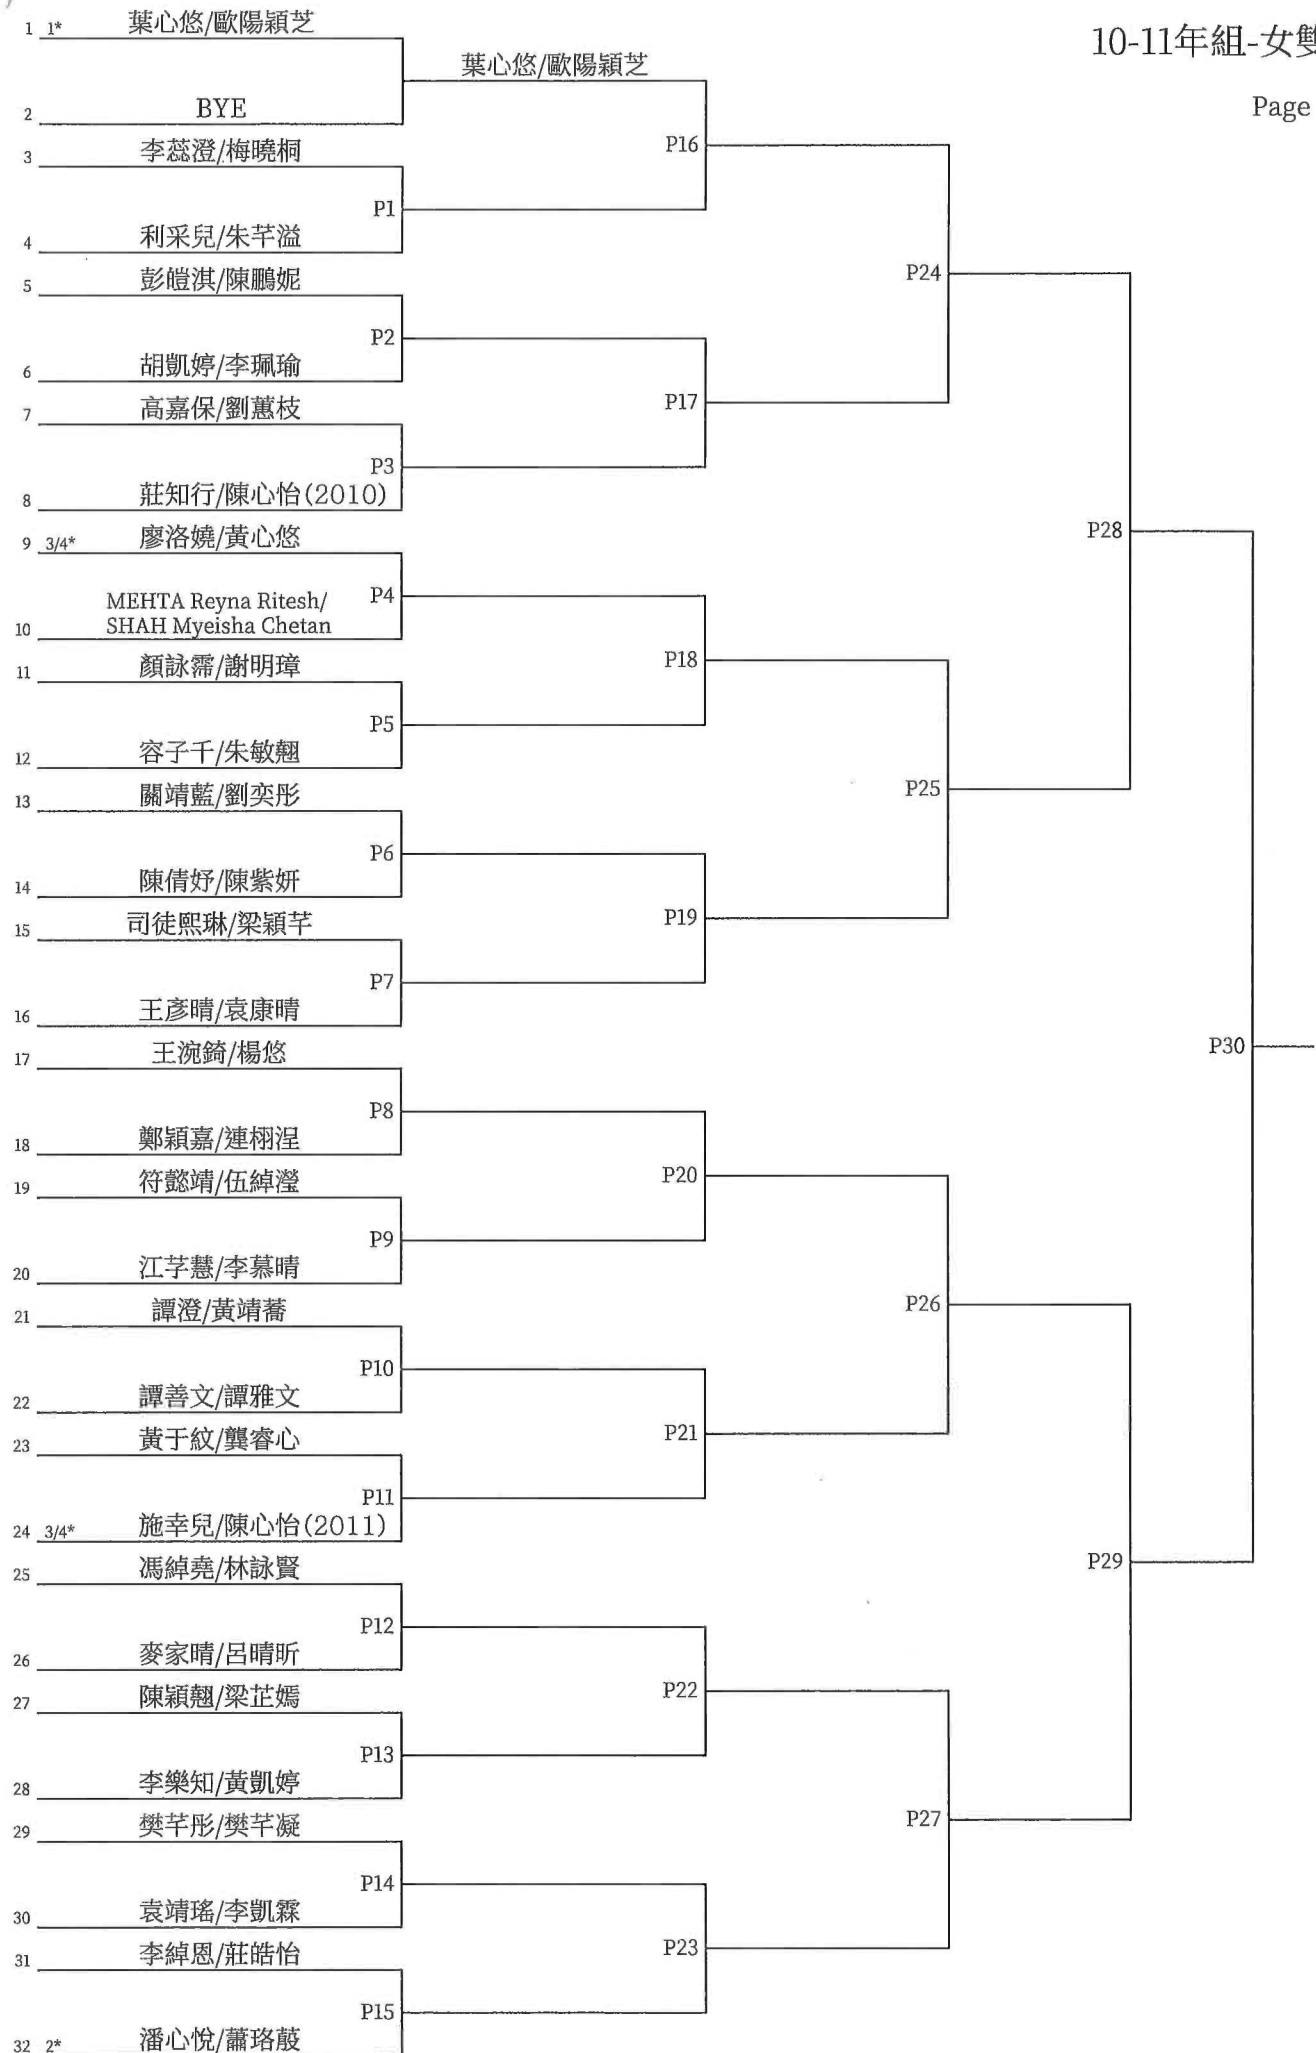 10-11年組-女雙
Page
1 1* 葉心悠/歐陽穎芝
葉心悠/歐陽穎芝
2 BYE
3 李蕊澄/梅曉桐
P16
P1
4 利采兒/朱芊溢
5 彭皚淇/陳鵬妮
P24
P2
6 胡凱婷/李珮瑜
7 高嘉保/劉蕙枝
P17
P3
8 莊知行/陳心怡(2010)
9 3/4* 廖洛嬈/黃心悠
P28
10 MEHTA Reyna Ritesh/
SHAH Myeisha Chetan
P4
11 顏詠霈/謝明璋
P18
P5
12 容子千/朱敏翹
13 關靖藍/劉奕彤
P25
P6
14 陳倩妤/陳紫妍
15 司徒熙琳/梁穎芊
P19
P7
16 王彥晴/袁康晴
17 王涴錡/楊悠
P30
P8
18 鄭穎嘉/連栩涅
19 符懿靖/伍綽瀅
P20
P9
20 江芓慧/李慕晴
21 譚澄/黃靖蕎
P26
P10
22 譚善文/譚雅文
23 黃于紋/龔睿心
P21
P11
24 3/4* 施幸兒/陳心怡(2011)
25 馮綽堯/林詠賢
P29
P12
26 麥家晴/呂晴昕
27 陳穎翹/梁芷嫣
P22
P13
28 李樂知/黃凱婷
29 樊芊彤/樊芊凝
P27
P14
30 袁靖瑤/李凱霖
31 李綽恩/莊皓怡
P23
P15
32 2* 潘心悅/蕭珞蔎